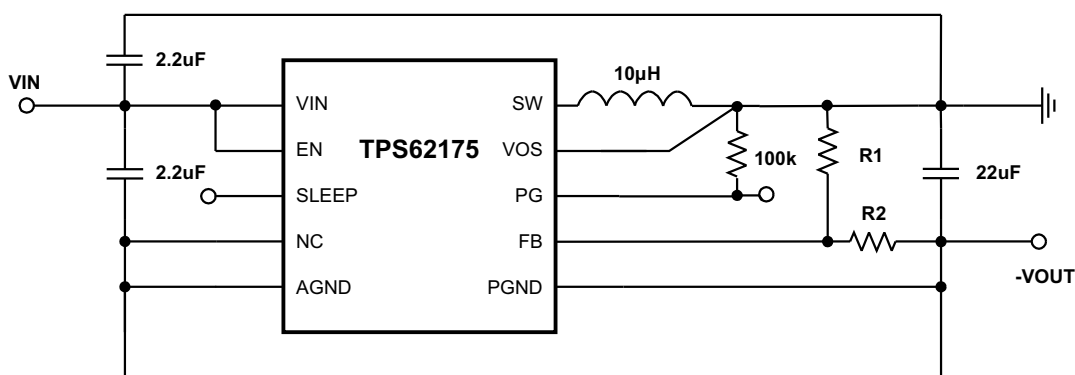 2.2uF
VIN
10µH
VIN
SW
EN
TPS62175
VOS
2.2uF
100k
R1
22uF
SLEEP
PG
R2
NC
FB
AGND
PGND
-VOUT